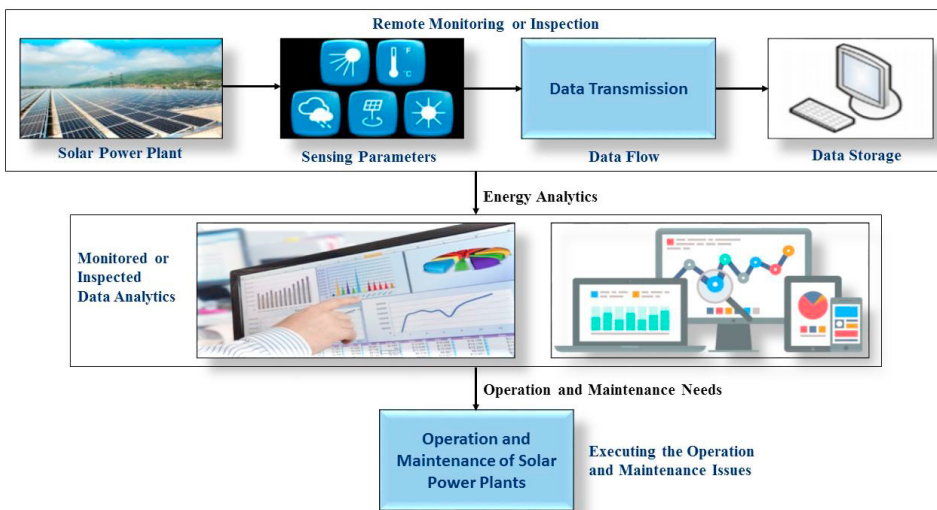 Remote Monitoring or Inspection
°F
°C
Data Transmission
Solar Power Plant
Sensing Parameters
Data Flow
Data Storage
Energy Analytics
Monitored or
Inspected
Data Analytics
Operation and Maintenance Needs
Operation and
Maintenance of Solar
Power Plants
Executing the Operation
and Maintenance Issues